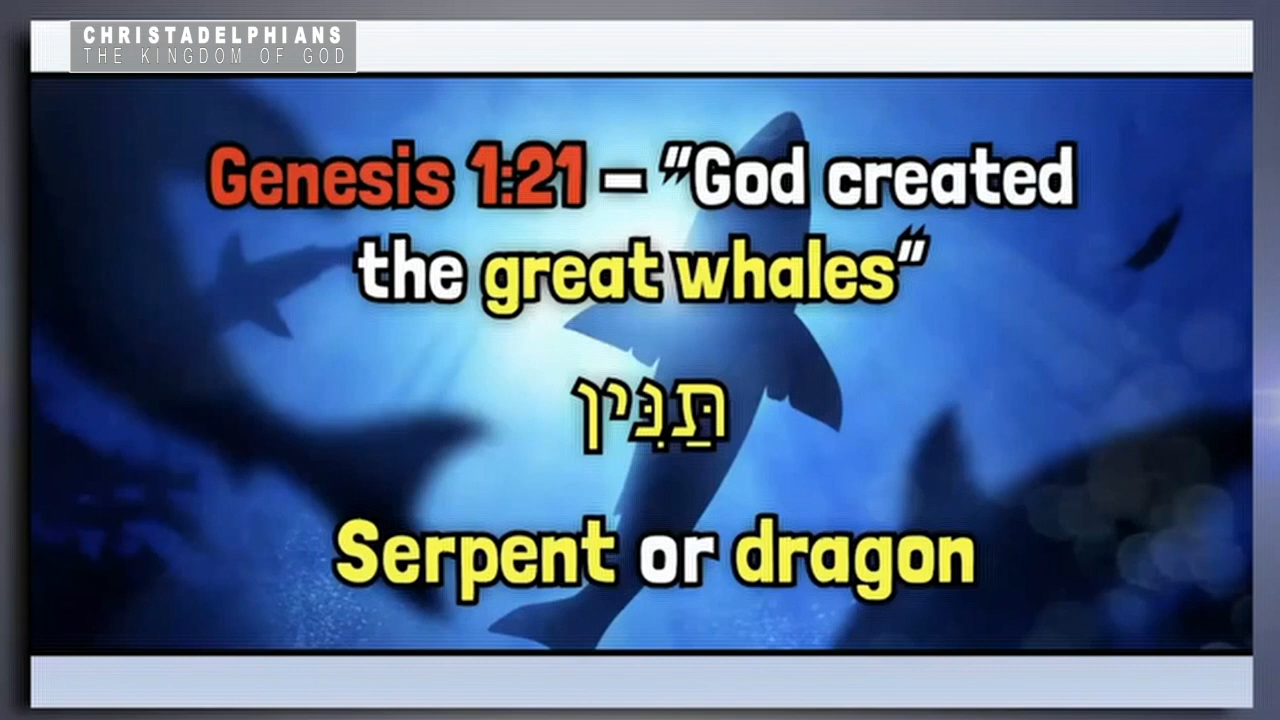 CHRISTADELPHIANS
THE KINGDOM OF GOD
Genesis 1:21 – "God created
the great whales"
תַּנִּין
Serpent or dragon